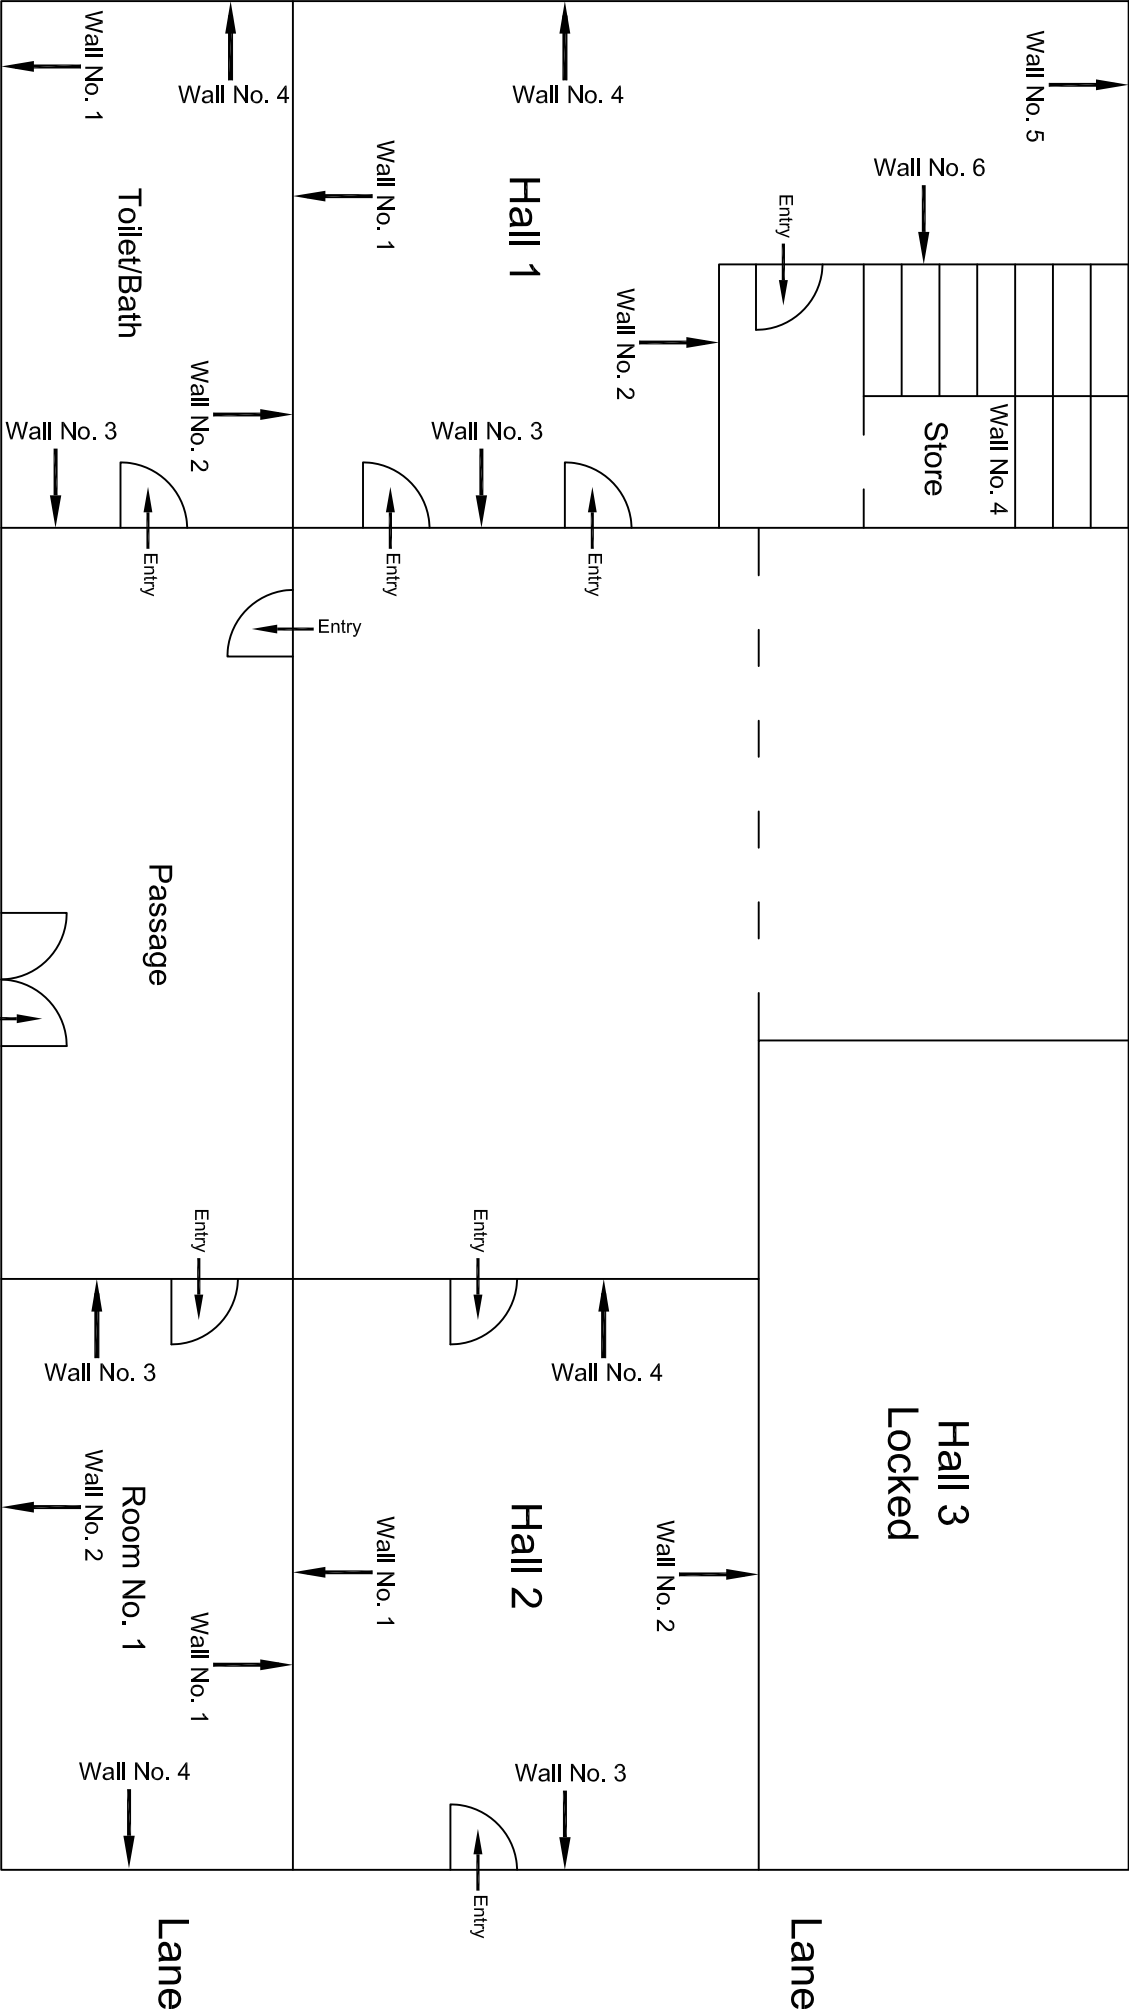 Wall No. 1
Wall No. 4
Wall No. 4
Wall No. 5
Wall No. 6
Entry
Wall No. 1
Hall 1
Toilet/Bath
Wall No. 2
Wall No. 2
Wall No. 3
Wall No. 3
Store
Wall No. 4
Entry
Entry
Entry
Entry
Passage
Entry
Entry
Wall No. 3
Wall No. 4
Hall 3
Locked
Wall No. 2
Room No. 1
Wall No. 1
Hall 2
Wall No. 2
Wall No. 1
Wall No. 4
Wall No. 3
Entry
Lane
Lane